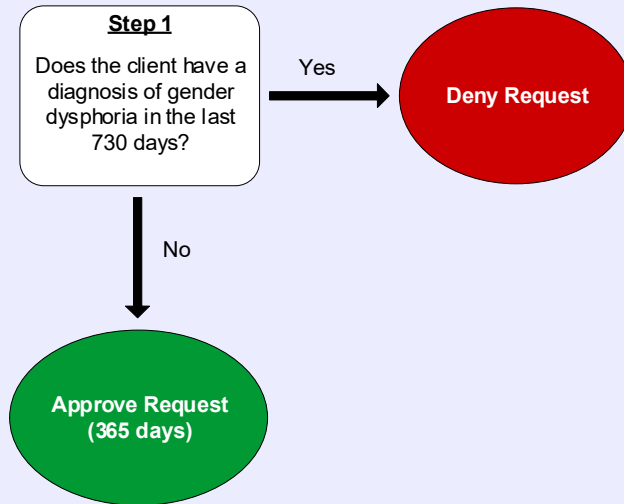 Step 1
Does the client have a
diagnosis of gender
dysphoria in the last
730 days?
Yes
Deny Request
No
Approve Request
(365 days)